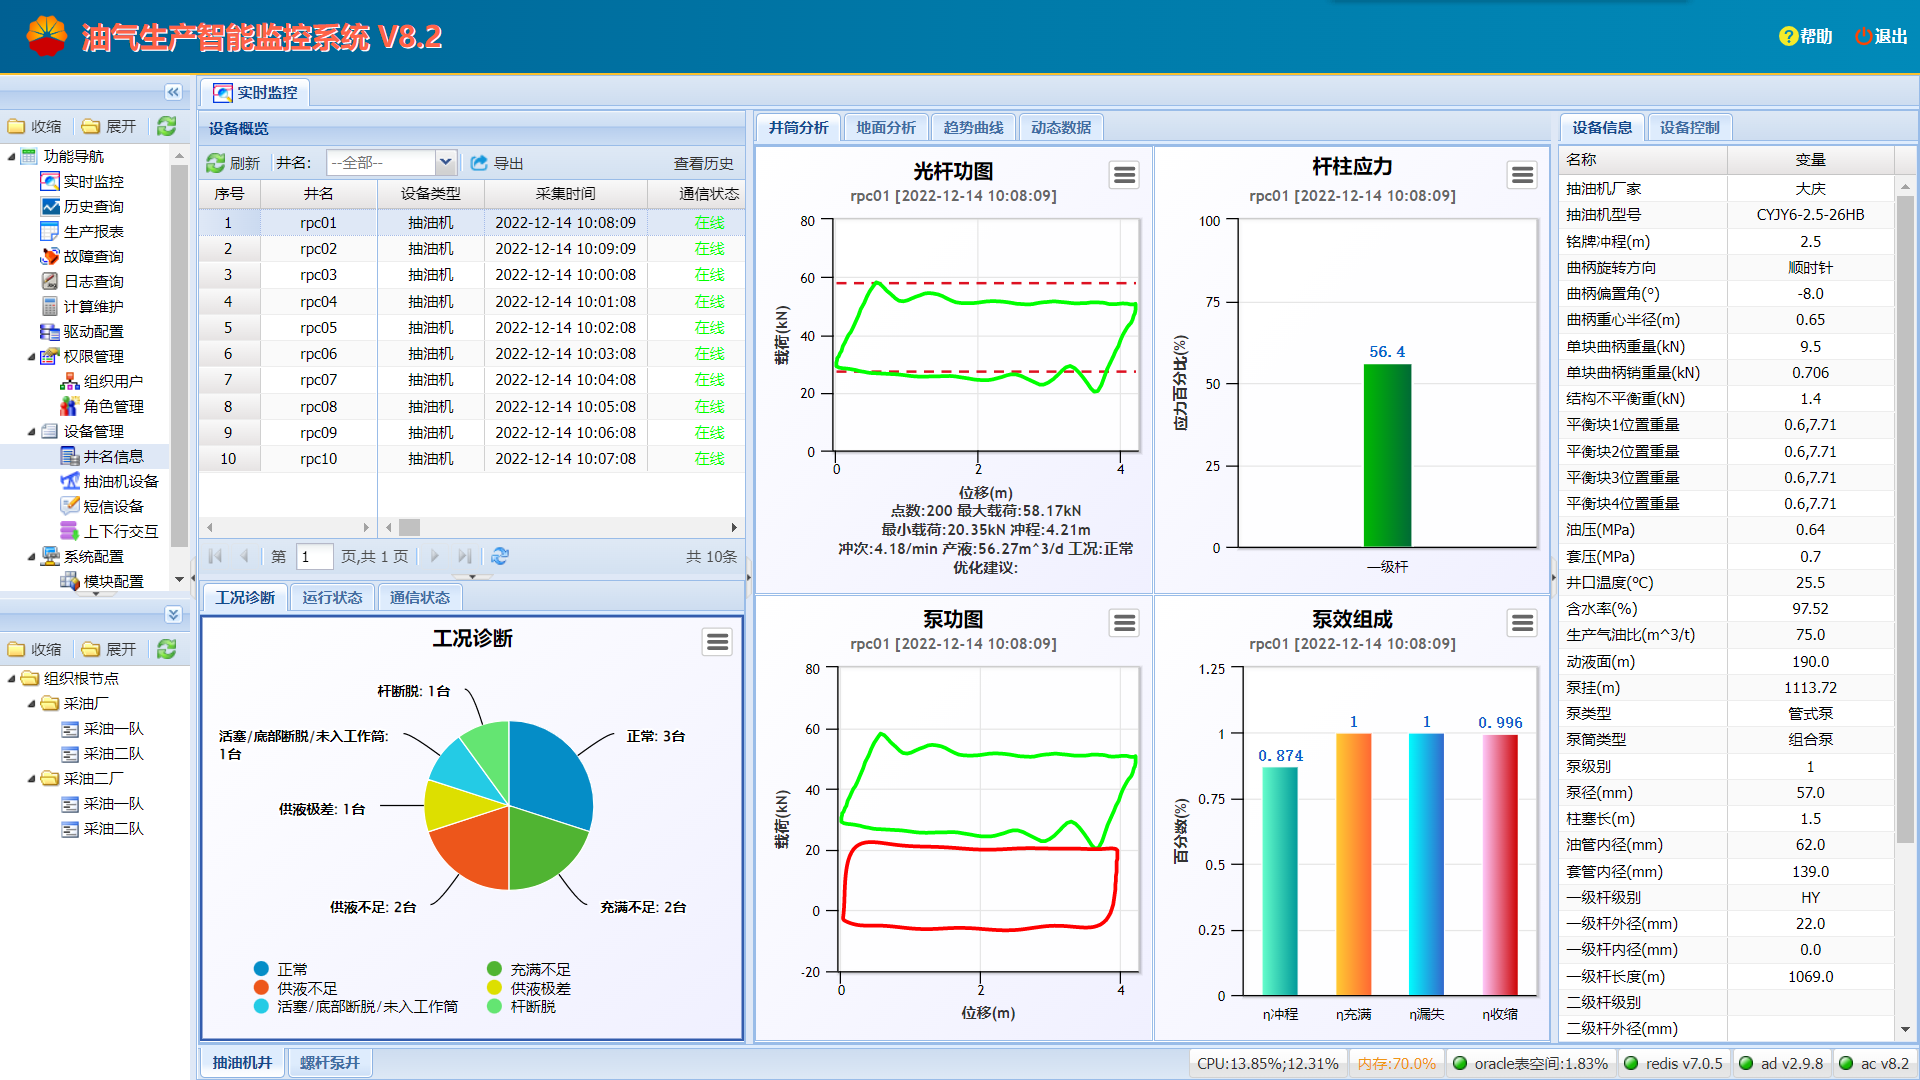 油气生产智能监控系统 V8.2
帮助 退出
收缩 展开
功能导航
实时监控
历史查询
生产报表
故障查询
日志查询
计算维护
驱动配置
权限管理
组织用户
角色管理
设备管理
井名信息
抽油机设备
短信设备
上下行交互
系统配置
模块配置
收缩 展开
组织根节点
采油厂
采油一队
采油二队
采油二厂
采油一队
采油二队
实时监控
设备概览
刷新 井名: --全部-- 导出 查看历史
序号 井名 设备类型 采集时间 通信状态
1 rpc01 抽油机 2022-12-14 10:08:09 在线
2 rpc02 抽油机 2022-12-14 10:09:09 在线
3 rpc03 抽油机 2022-12-14 10:00:08 在线
4 rpc04 抽油机 2022-12-14 10:01:08 在线
5 rpc05 抽油机 2022-12-14 10:02:08 在线
6 rpc06 抽油机 2022-12-14 10:03:08 在线
7 rpc07 抽油机 2022-12-14 10:04:08 在线
8 rpc08 抽油机 2022-12-14 10:05:08 在线
9 rpc09 抽油机 2022-12-14 10:06:08 在线
10 rpc10 抽油机 2022-12-14 10:07:08 在线
第 1 页,共 1 页 共 10条
工况诊断 运行状态 通信状态
工况诊断
杆断脱: 1台
活塞/底部断脱/未入工作筒:
1台
正常: 3台
供液极差: 1台
供液不足: 2台
充满不足: 2台
正常 充满不足
供液不足 供液极差
活塞/底部断脱/未入工作筒 杆断脱
抽油机井 螺杆泵井
井筒分析 地面分析 趋势曲线 动态数据
光杆功图
rpc01 [2022-12-14 10:08:09]
80
60
40
20
0
载荷(kN)
0 2 4
位移(m)
点数:200 最大载荷:58.17kN
最小载荷:20.35kN 冲程:4.21m
冲次:4.18/min 产液:56.27m^3/d 工况:正常
优化建议:
杆柱应力
rpc01 [2022-12-14 10:08:09]
100
75
50
25
0
应力百分比(%)
56.4
一级杆
泵功图
rpc01 [2022-12-14 10:08:09]
80
60
40
20
0
-20
载荷(kN)
0 2 4
位移(m)
泵效组成
rpc01 [2022-12-14 10:08:09]
1.25
1
0.75
0.5
0.25
0
百分数(%)
0.874 1 1 0.996
η冲程 η充满 η漏失 η收缩
设备信息 设备控制
名称 变量
抽油机厂家 大庆
抽油机型号 CYJY6-2.5-26HB
铭牌冲程(m) 2.5
曲柄旋转方向 顺时针
曲柄偏置角(°) -8.0
曲柄重心半径(m) 0.65
单块曲柄重量(kN) 9.5
单块曲柄销重量(kN) 0.706
结构不平衡重(kN) 1.4
平衡块1位置重量 0.6,7.71
平衡块2位置重量 0.6,7.71
平衡块3位置重量 0.6,7.71
平衡块4位置重量 0.6,7.71
油压(MPa) 0.64
套压(MPa) 0.7
井口温度(℃) 25.5
含水率(%) 97.52
生产气油比(m^3/t) 75.0
动液面(m) 190.0
泵挂(m) 1113.72
泵类型 管式泵
泵筒类型 组合泵
泵级别 1
泵径(mm) 57.0
柱塞长(m) 1.5
油管内径(mm) 62.0
套管内径(mm) 139.0
一级杆级别 HY
一级杆外径(mm) 22.0
一级杆内径(mm) 0.0
一级杆长度(m) 1069.0
二级杆级别
二级杆外径(mm)
CPU:13.85%;12.31% 内存:70.0% oracle表空间:1.83% redis v7.0.5 ad v2.9.8 ac v8.2